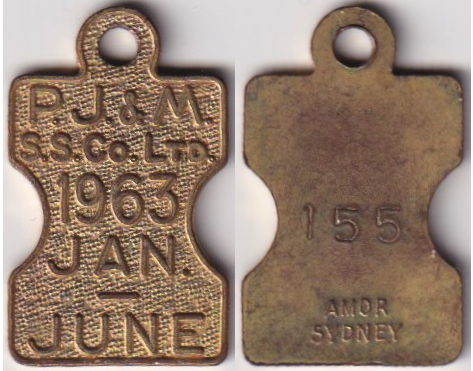 P.J.&M.
S.S.Co.LTD.
1963
JAN.
–
JUNE
155
AMOR
SYDNEY